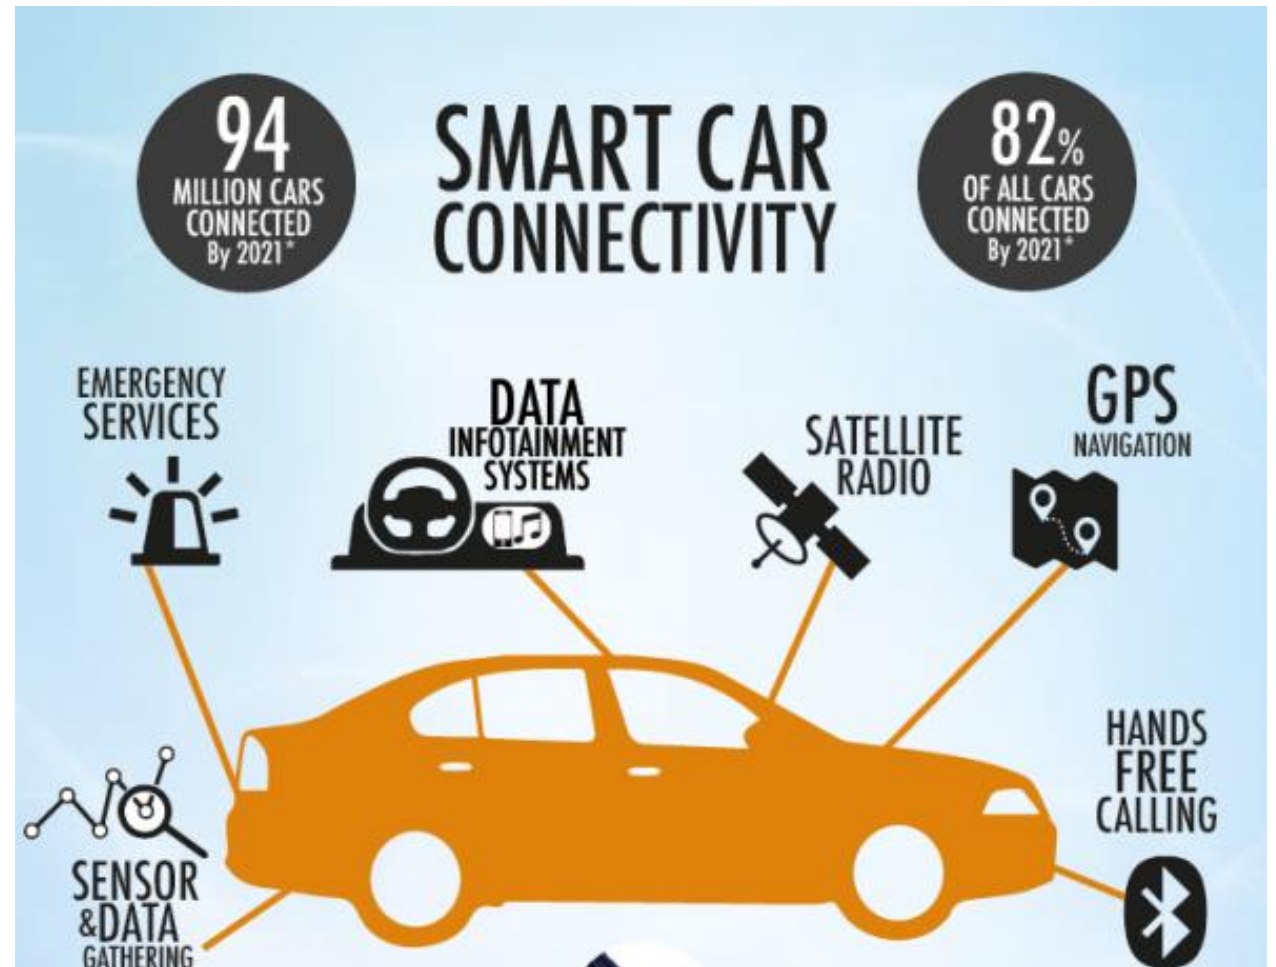 94
MILLION CARS
CONNECTED
By 2021*
SMART CAR
CONNECTIVITY
82%
OF ALL CARS
CONNECTED
By 2021*
EMERGENCY
SERVICES
DATA
INFOTAINMENT
SYSTEMS
SATELLITE
RADIO
GPS
NAVIGATION
HANDS
FREE
CALLING
SENSOR
&DATA
GATHERING